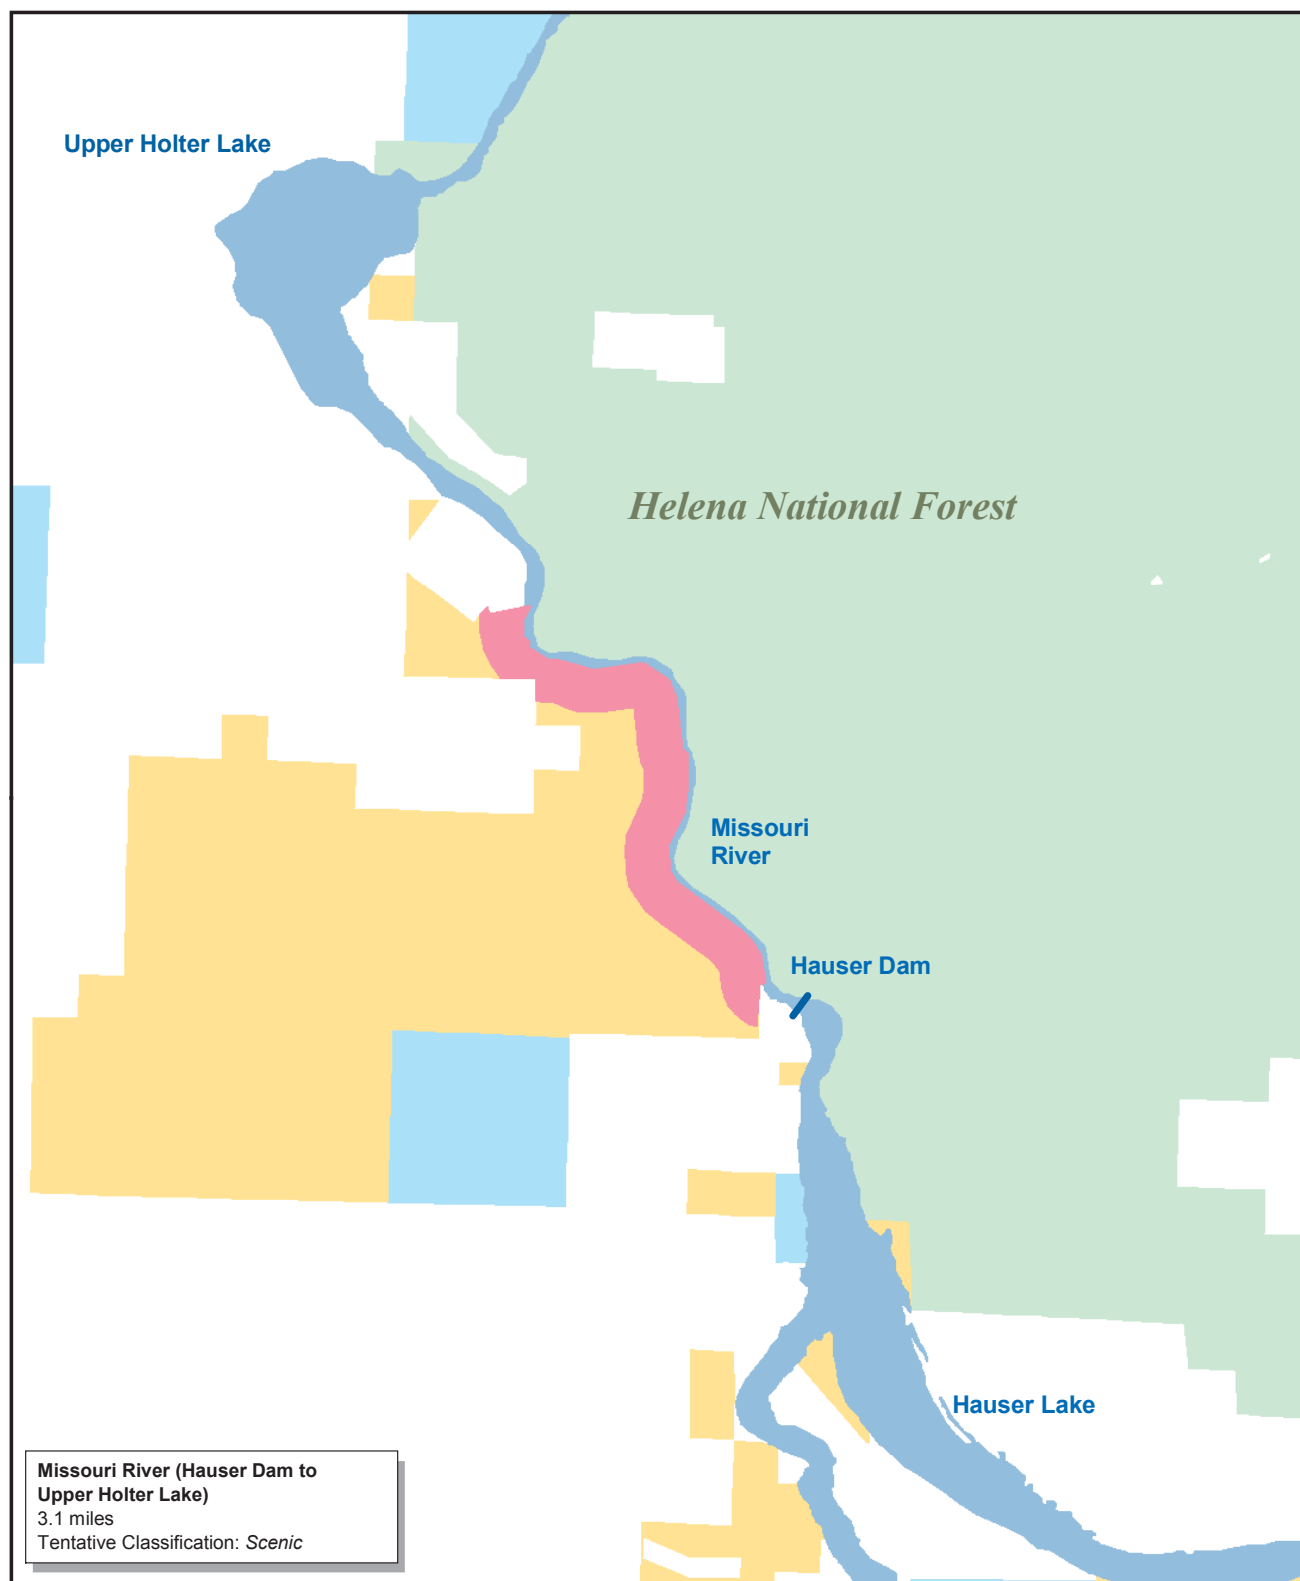 Upper Holter Lake
Helena National Forest
Missouri
River
Hauser Dam
Hauser Lake
Missouri River (Hauser Dam to
Upper Holter Lake)
3.1 miles
Tentative Classification: Scenic